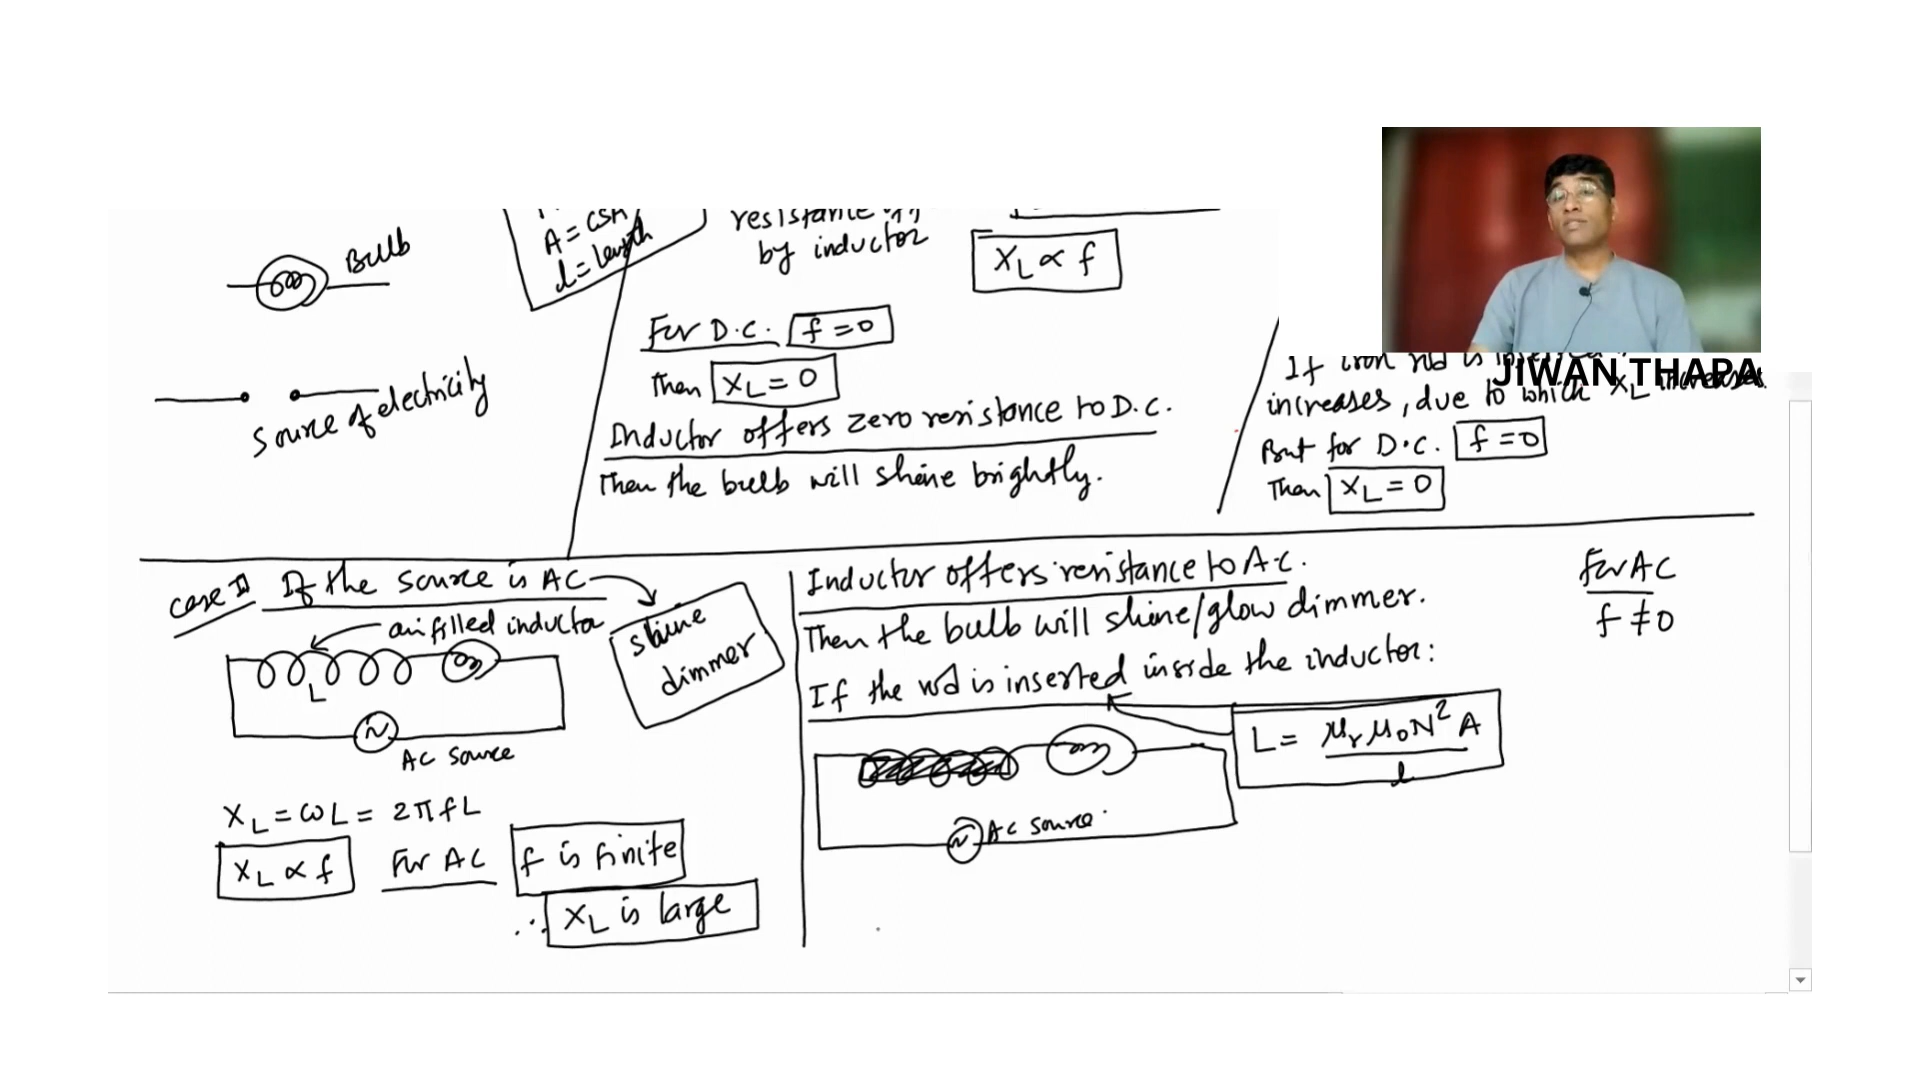 A = CSA
l = length
Bulb
Source of electricity
resistance
by inductor
XL ∝ f
For D.C. f = 0
Then XL = 0
Inductor offers zero resistance to D.C.
Then the bulb will shine brightly.
JIWAN THAPA
If iron rod is
increases, due to which XL increases.
But for D.C. f = 0
Then XL = 0
case II If the source is AC
air filled inductor
L
AC source
shine
dimmer
XL = ωL = 2πfL
XL ∝ f For AC f is finite
∴ XL is large
Inductor offers resistance to A.C.
Then the bulb will shine/glow dimmer.
If the rod is inserted inside the inductor:
L = μrμ0N²A / l
AC source
For AC
f ≠ 0